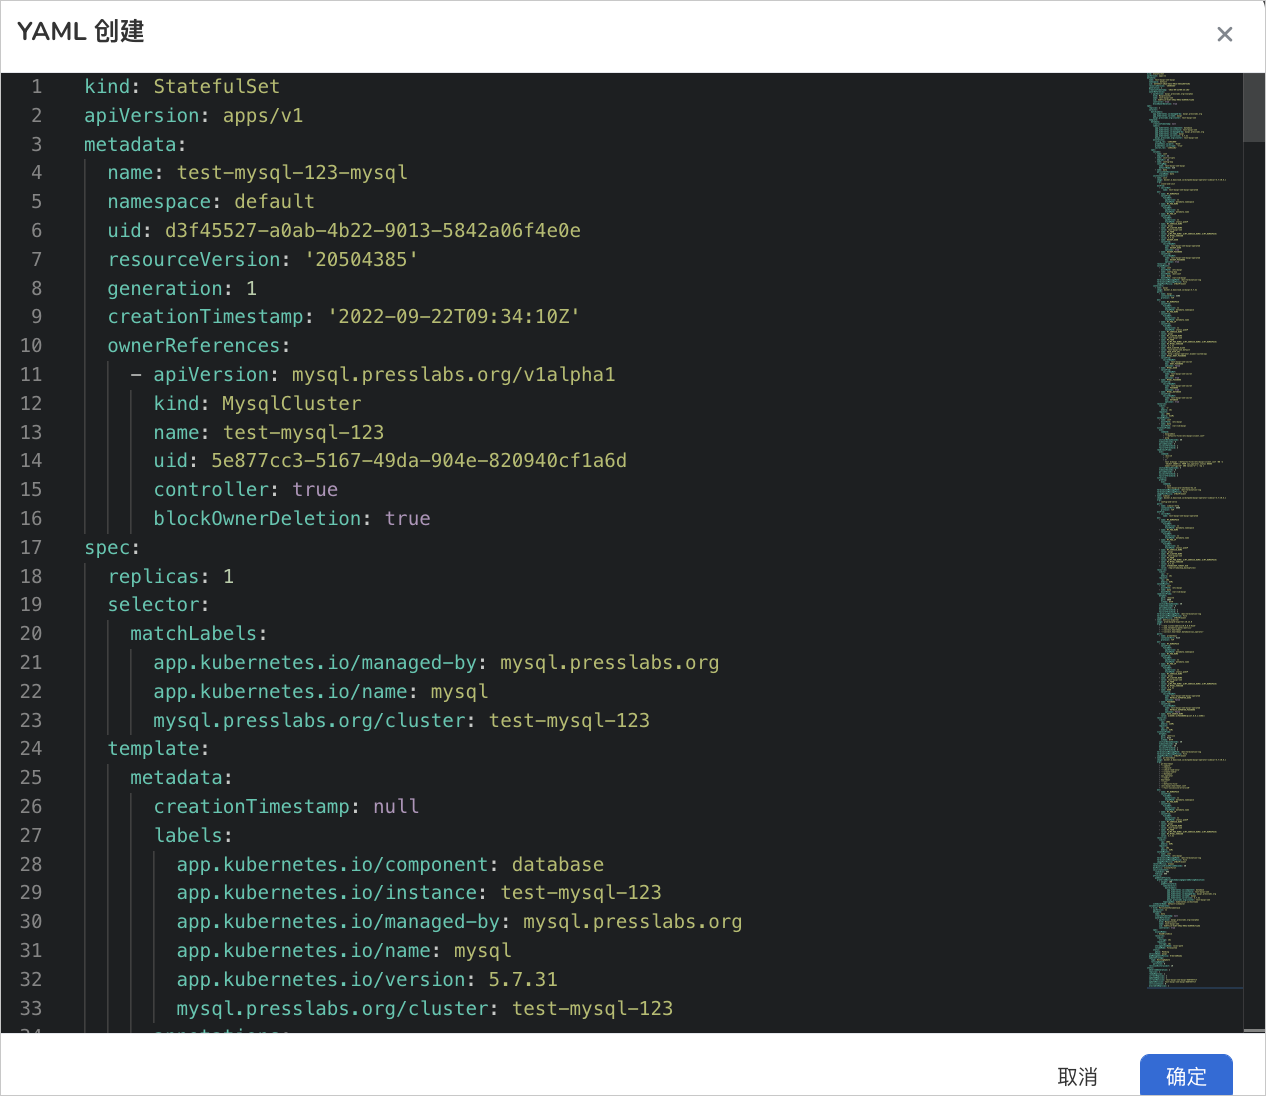 YAML 创建
1 kind: StatefulSet
2 apiVersion: apps/v1
3 metadata:
4 name: test-mysql-123-mysql
5 namespace: default
6 uid: d3f45527-a0ab-4b22-9013-5842a06f4e0e
7 resourceVersion: '20504385'
8 generation: 1
9 creationTimestamp: '2022-09-22T09:34:10Z'
10 ownerReferences:
11 - apiVersion: mysql.presslabs.org/v1alpha1
12 kind: MysqlCluster
13 name: test-mysql-123
14 uid: 5e877cc3-5167-49da-904e-820940cf1a6d
15 controller: true
16 blockOwnerDeletion: true
17 spec:
18 replicas: 1
19 selector:
20 matchLabels:
21 app.kubernetes.io/managed-by: mysql.presslabs.org
22 app.kubernetes.io/name: mysql
23 mysql.presslabs.org/cluster: test-mysql-123
24 template:
25 metadata:
26 creationTimestamp: null
27 labels:
28 app.kubernetes.io/component: database
29 app.kubernetes.io/instance: test-mysql-123
30 app.kubernetes.io/managed-by: mysql.presslabs.org
31 app.kubernetes.io/name: mysql
32 app.kubernetes.io/version: 5.7.31
33 mysql.presslabs.org/cluster: test-mysql-123
取消
确定